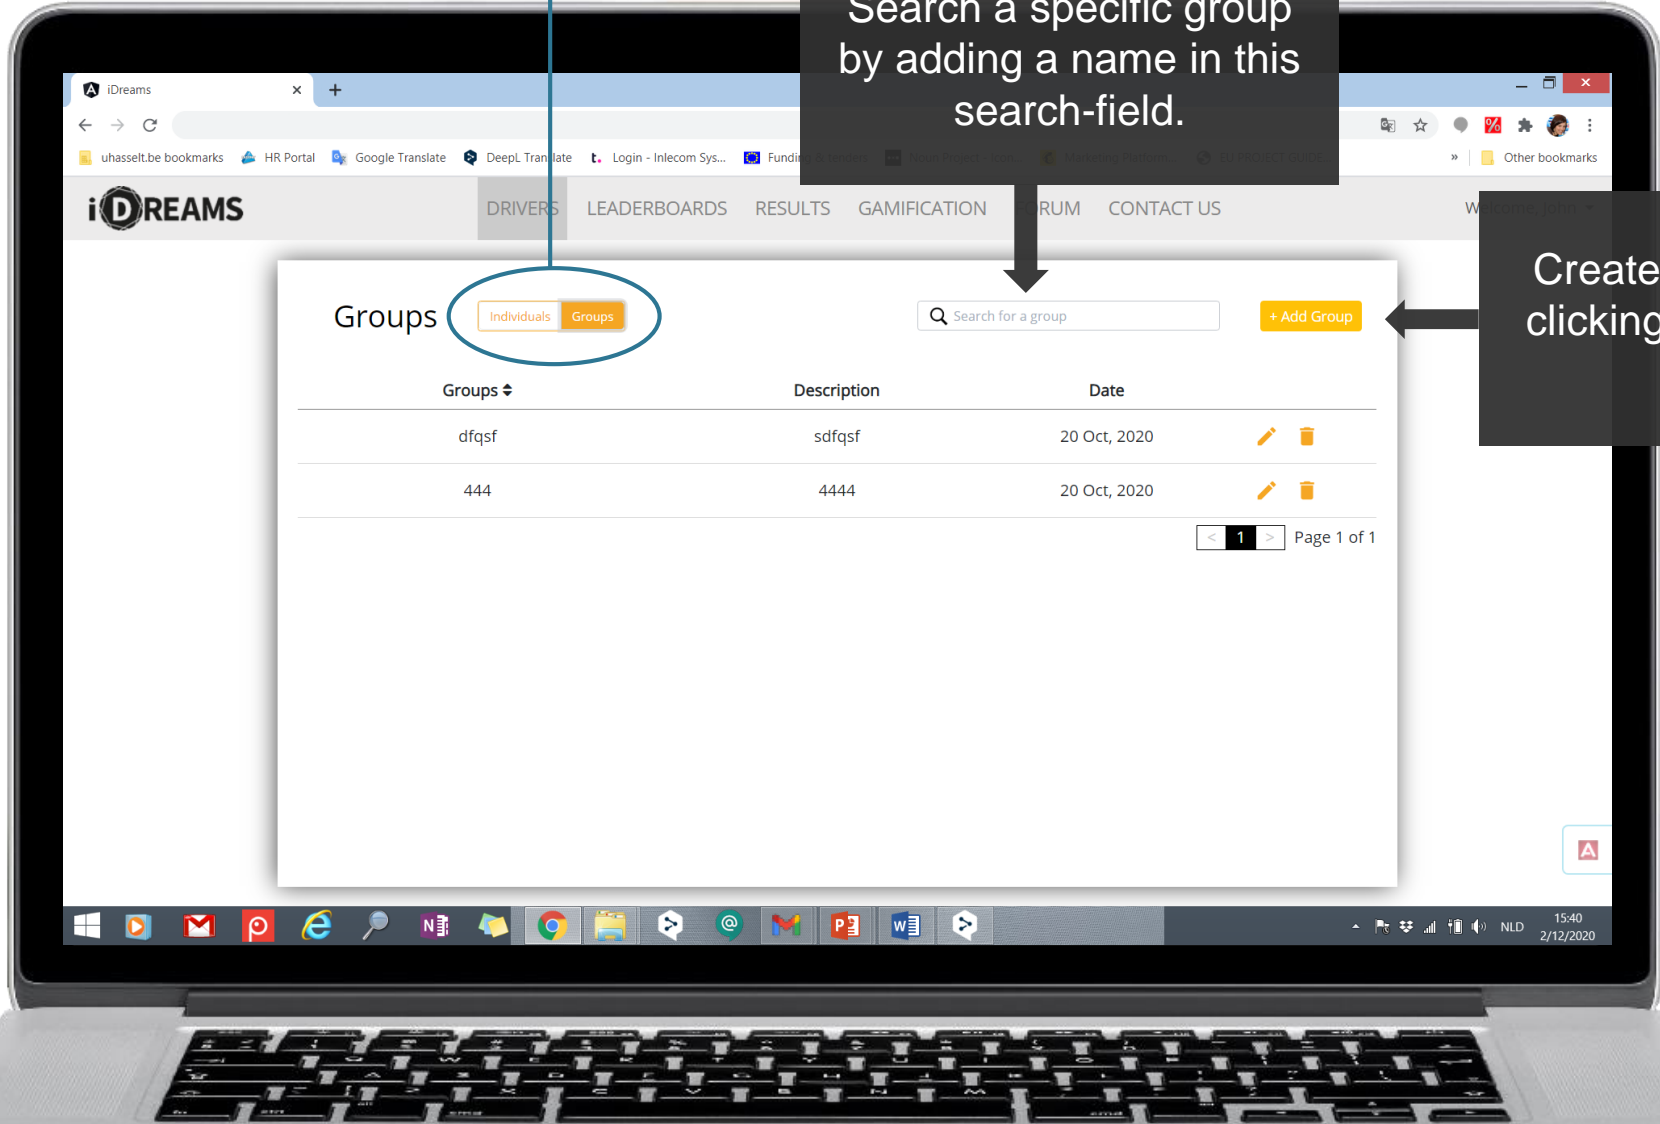 Search a specific group
by adding a name in this
search-field.
iDreams
uhasselt.be bookmarks HR Portal Google Translate DeepL Translate Login - Inlecom Sys... » Other bookmarks
iDREAMS DRIVERS LEADERBOARDS RESULTS GAMIFICATION FORUM CONTACT US Welcome, John
Create
clicking
Groups Individuals Groups Search for a group + Add Group
Groups Description Date
dfqsf sdfqsf 20 Oct, 2020
444 4444 20 Oct, 2020
< 1 > Page 1 of 1
NLD 15:40
2/12/2020